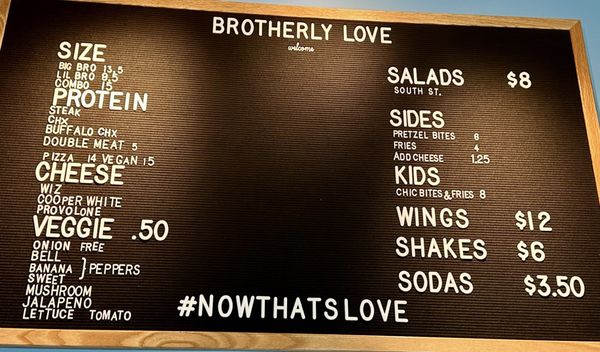 BROTHERLY LOVE
welcome
SIZE
BIG BRO 13.5
LIL BRO 9.5
COMBO 15
PROTEIN
STEAK
CHX
BUFFALO CHX
DOUBLE MEAT 5
PIZZA 14 VEGAN 15
CHEESE
WIZ
COOPER WHITE
PROVOLONE
VEGGIE .50
ONION FREE
BELL
BANANA } PEPPERS
SWEET
MUSHROOM
JALAPENO
LETTUCE TOMATO
SALADS $8
SOUTH ST.
SIDES
PRETZEL BITES 6
FRIES 4
ADD CHEESE 1.25
KIDS
CHIC BITES & FRIES 8
WINGS $12
SHAKES $6
SODAS $3.50
#NOWTHATSLOVE